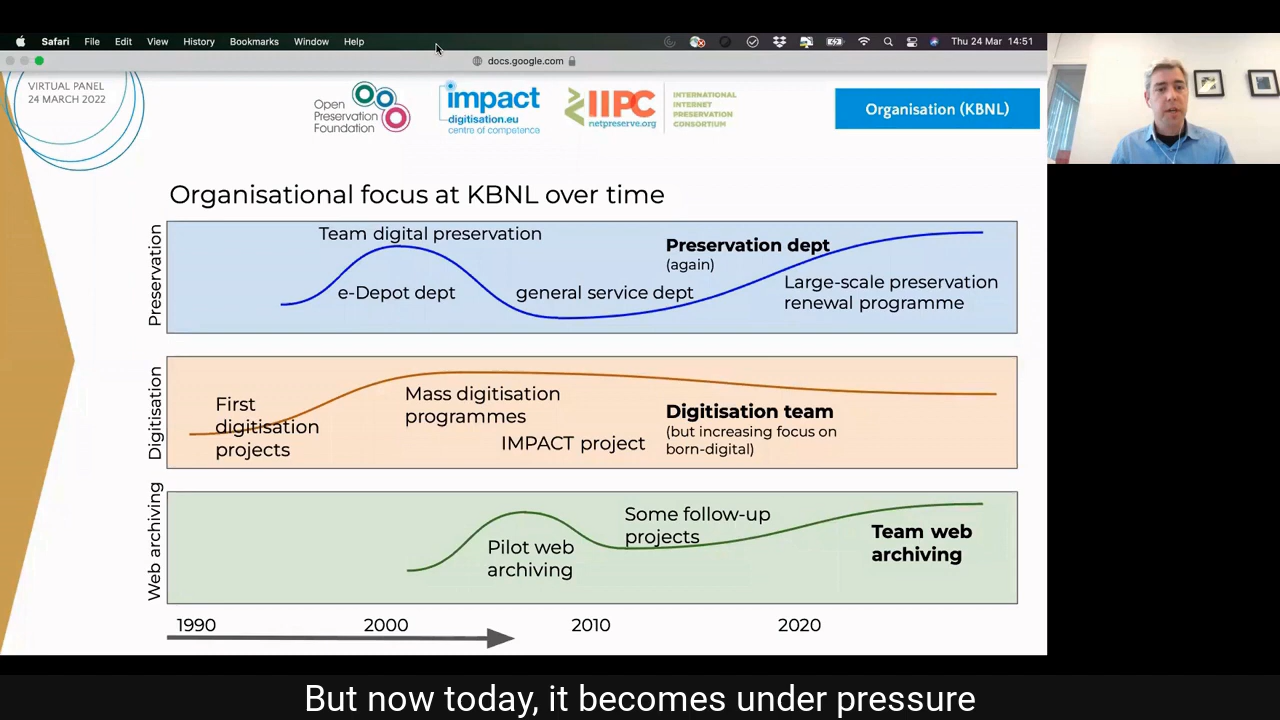 Safari File Edit View History Bookmarks Window Help Thu 24 Mar 14:51
docs.google.com
VIRTUAL PANEL
24 MARCH 2022
Open
Preservation
Foundation
impact
digitisation.eu
centre of competence
IIPC
netpreserve.org
INTERNATIONAL
INTERNET
PRESERVATION
CONSORTIUM
Organisation (KBNL)
Organisational focus at KBNL over time
Preservation
Team digital preservation
e-Depot dept
general service dept
Preservation dept
(again)
Large-scale preservation
renewal programme
Digitisation
First
digitisation
projects
Mass digitisation
programmes
IMPACT project
Digitisation team
(but increasing focus on
born-digital)
Web archiving
Pilot web
archiving
Some follow-up
projects
Team web
archiving
1990 2000 2010 2020
But now today, it becomes under pressure